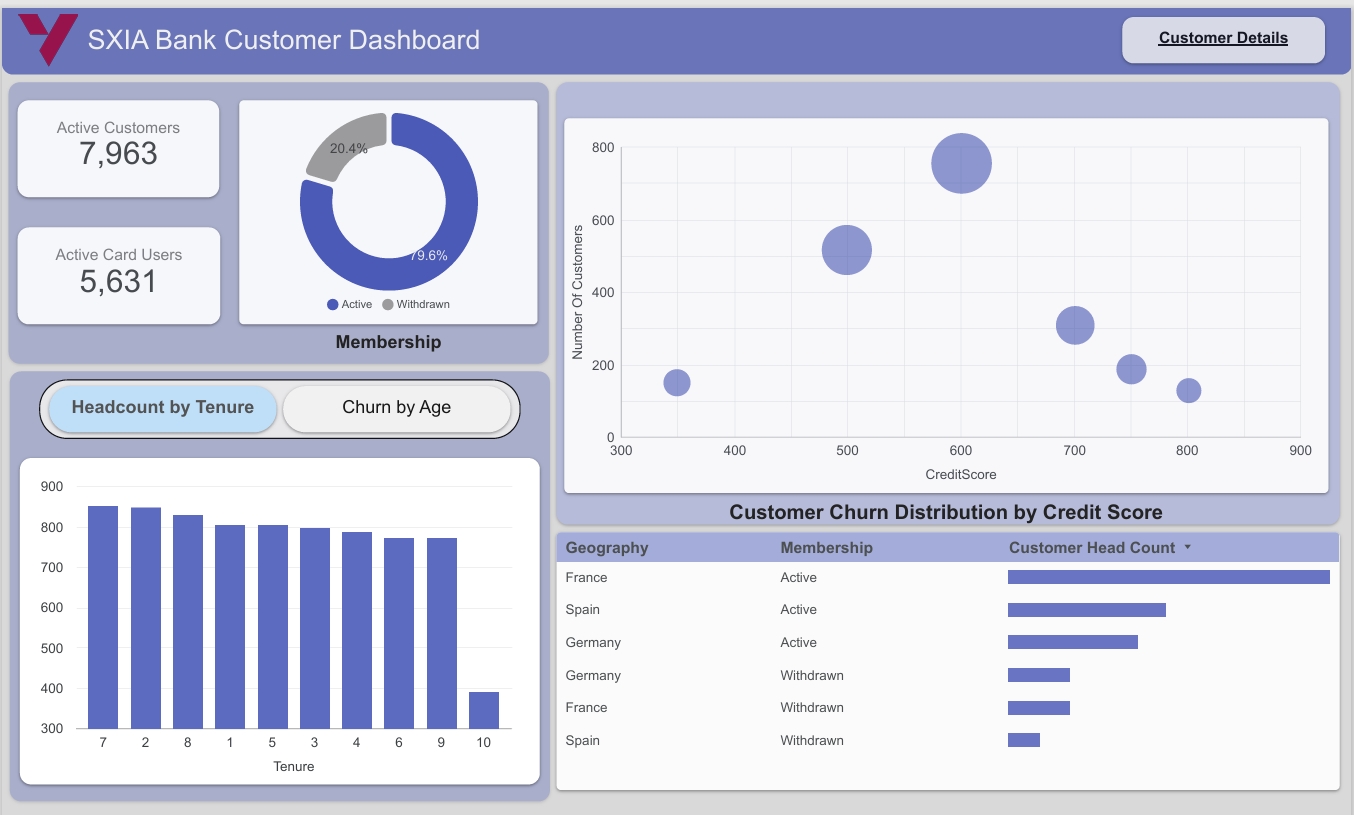 SXIA Bank Customer Dashboard
Customer Details
Active Customers
7,963
Active Card Users
5,631
20.4%
79.6%
Active Withdrawn
Membership
Headcount by Tenure
Churn by Age
900
800
700
600
500
400
300
7 2 8 1 5 3 4 6 9 10
Tenure
Number Of Customers
800
600
400
200
0
300 400 500 600 700 800 900
CreditScore
Customer Churn Distribution by Credit Score
Geography Membership Customer Head Count
France Active
Spain Active
Germany Active
Germany Withdrawn
France Withdrawn
Spain Withdrawn